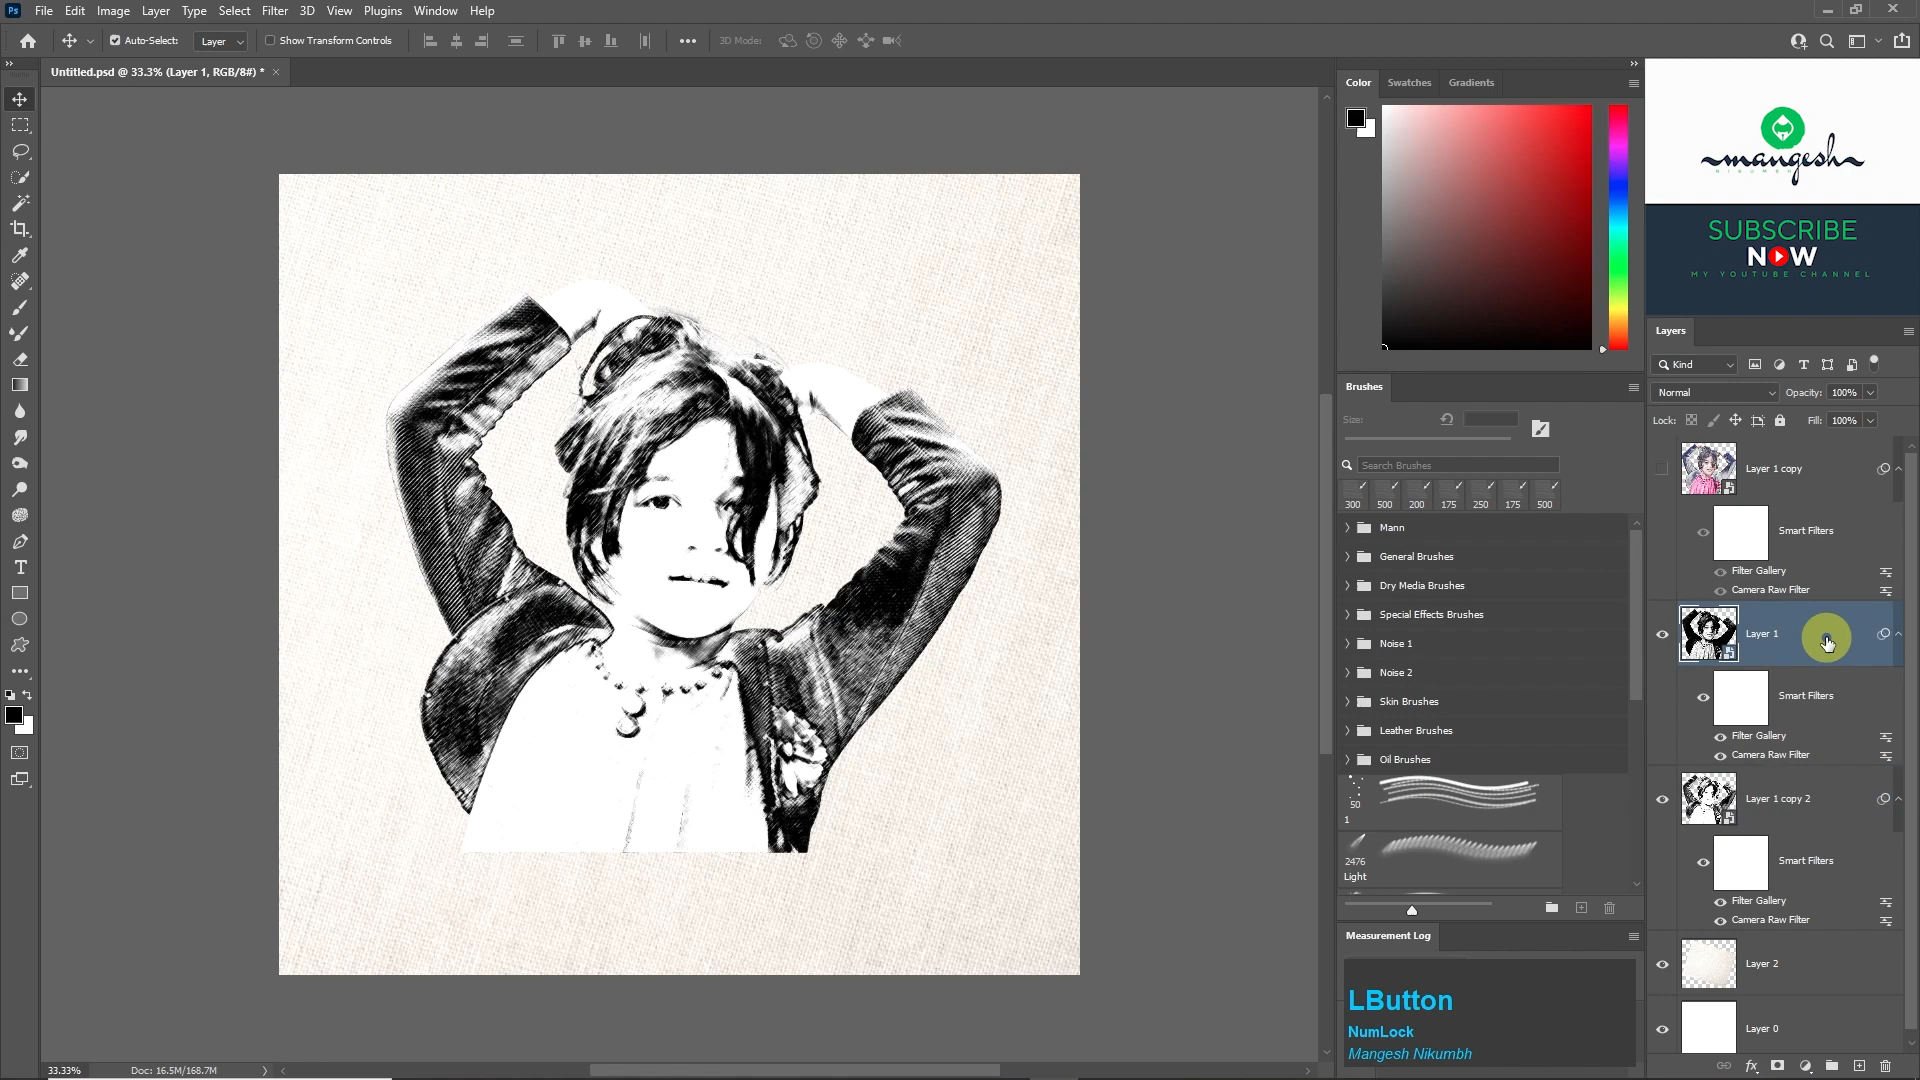 Ps File Edit Image Layer Type Select Filter 3D View Plugins Window Help
Auto-Select: Layer Show Transform Controls 3D Mode:
Untitled.psd @ 33.3% (Layer 1, RGB/8#) *
Color Swatches Gradients
mangesh
SUBSCRIBE
NOW
MY YOUTUBE CHANNEL
Layers
Kind
Normal Opacity: 100%
Lock: Fill: 100%
Layer 1 copy
Smart Filters
Filter Gallery
Camera Raw Filter
Layer 1
Smart Filters
Filter Gallery
Camera Raw Filter
Layer 1 copy 2
Smart Filters
Filter Gallery
Camera Raw Filter
Layer 2
Layer 0
Brushes
Size:
Search Brushes
300 500 200 175 250 175 500
Mann
General Brushes
Dry Media Brushes
Special Effects Brushes
Noise 1
Noise 2
Skin Brushes
Leather Brushes
Oil Brushes
50
1
2476
Light
Measurement Log
LButton
NumLock
Mangesh Nikumbh
33.33% Doc: 16.5M/168.7M